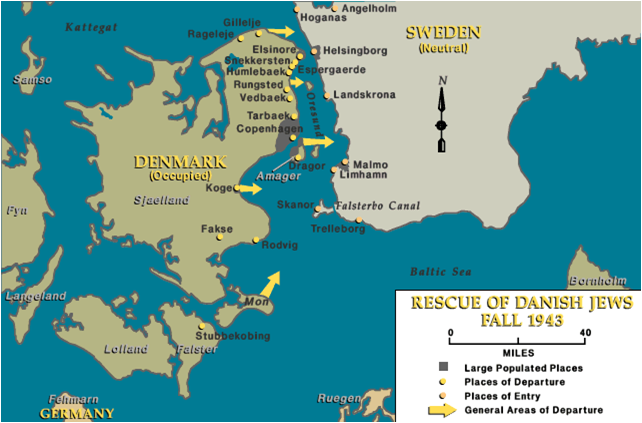 Kattegat
Gillelje
Rageleje
Hoganas
Angelholm
SWEDEN
(Neutral)
Elsinore
Snekkersten
Humlebaek
Espergaerde
Helsingborg
Rungsted
Vedbaek
Oresund
Landskrona
N
Samso
Tarbaek
Copenhagen
DENMARK
(Occupied)
Amager
Dragor
Malmo
Limhamn
Koge
Sjaelland
Skanor
Falsterbo Canal
Fyn
Fakse
Rodvig
Trelleborg
Baltic Sea
Bornholm
Langeland
Mon
Stubbekobing
Lolland
Falster
Fehmarn
GERMANY
Ruegen
RESCUE OF DANISH JEWS
FALL 1943
0 40
MILES
Large Populated Places
Places of Departure
Places of Entry
General Areas of Departure